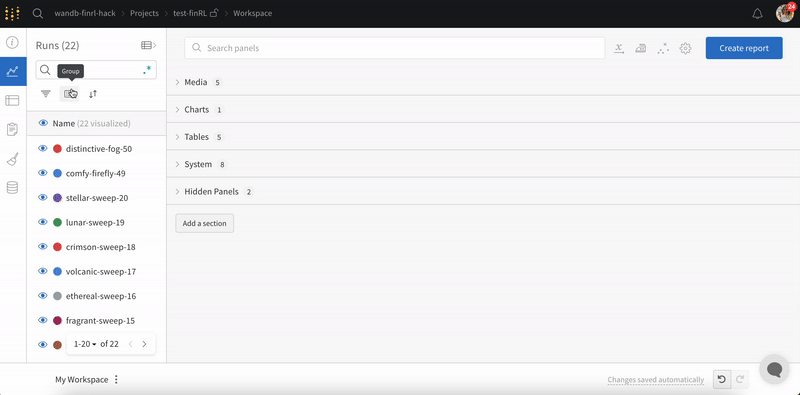 wandb-finrl-hack > Projects > test-finRL > Workspace
24
Runs (22)
Search panels
Create report
Group
.*
Name (22 visualized)
distinctive-fog-50
comfy-firefly-49
stellar-sweep-20
lunar-sweep-19
crimson-sweep-18
volcanic-sweep-17
ethereal-sweep-16
fragrant-sweep-15
1-20 of 22
Media 5
Charts 1
Tables 5
System 8
Hidden Panels 2
Add a section
My Workspace
Changes saved automatically